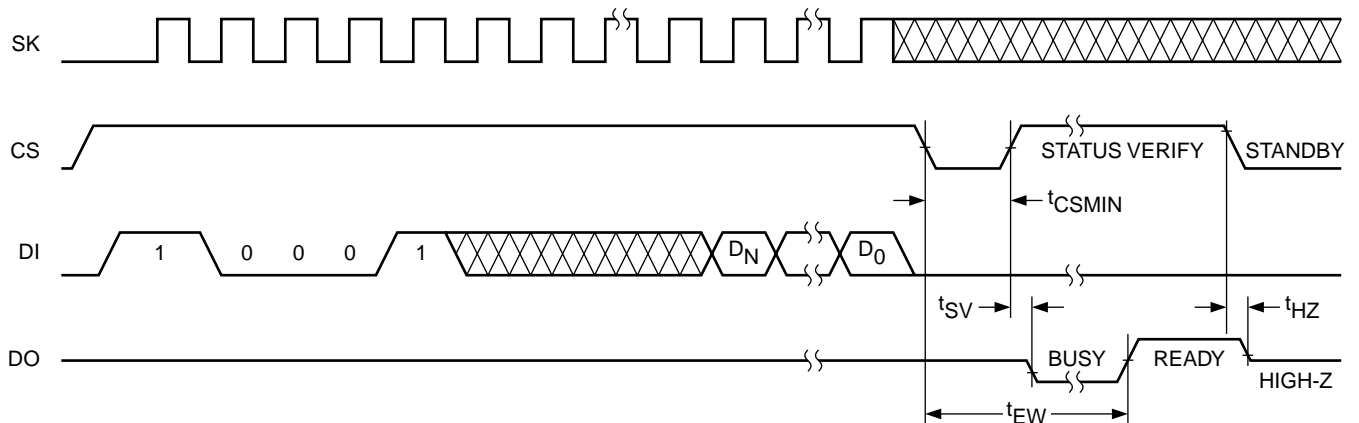 SK
CS
STATUS VERIFY STANDBY
tCSMIN
DI 1 0 0 0 1 DN D0
tSV tHZ
DO BUSY READY
HIGH-Z
tEW